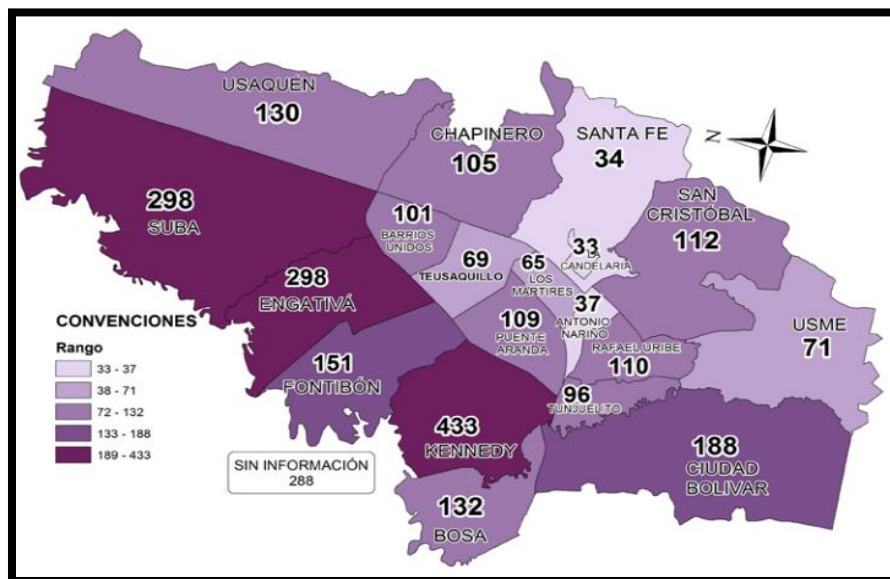 USAQUÉN
130
CHAPINERO
105
SANTA FE
34
N
SAN
CRISTÓBAL
112
298
SUBA
101
BARRIOS
UNIDOS
69
TEUSAQUILLO
65
LOS
MÁRTIRES
33
LA
CANDELARIA
298
ENGATIVÁ
37
ANTONIO
NARIÑO
109
PUENTE
ARANDA
RAFAEL URIBE
110
USME
71
151
FONTIBÓN
96
TUNJUELITO
433
KENNEDY
188
CIUDAD
BOLIVAR
132
BOSA
CONVENCIONES
Rango
33 - 37
38 - 71
72 - 132
133 - 188
189 - 433
SIN INFORMACIÓN
288